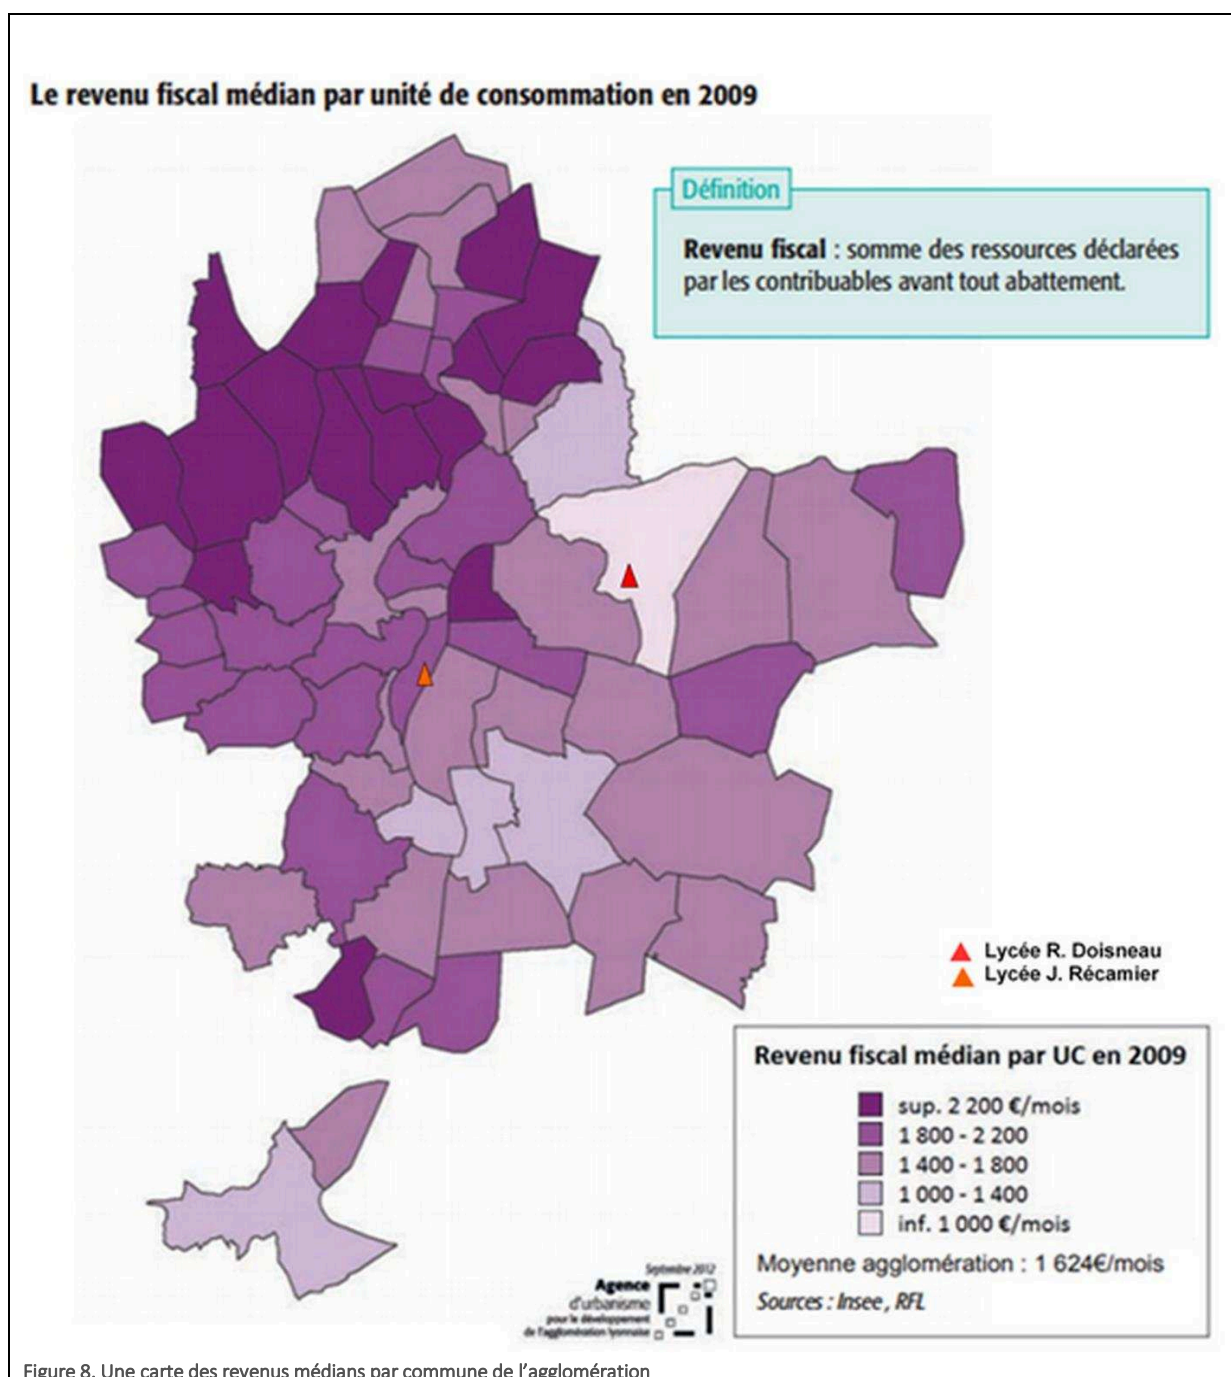 Le revenu fiscal médian par unité de consommation en 2009
Définition
Revenu fiscal : somme des ressources déclarées
par les contribuables avant tout abattement.
Lycée R. Doisneau
Lycée J. Récamier
Revenu fiscal médian par UC en 2009
sup. 2 200 €/mois
1 800 - 2 200
1 400 - 1 800
1 000 - 1 400
inf. 1 000 €/mois
Moyenne agglomération : 1 624€/mois
Sources : Insee, RFL
Septembre 2012
Agence
d'urbanisme
pour le développement
de l'agglomération lyonnaise
Figure 8. Une carte des revenus médians par commune de l'agglomération